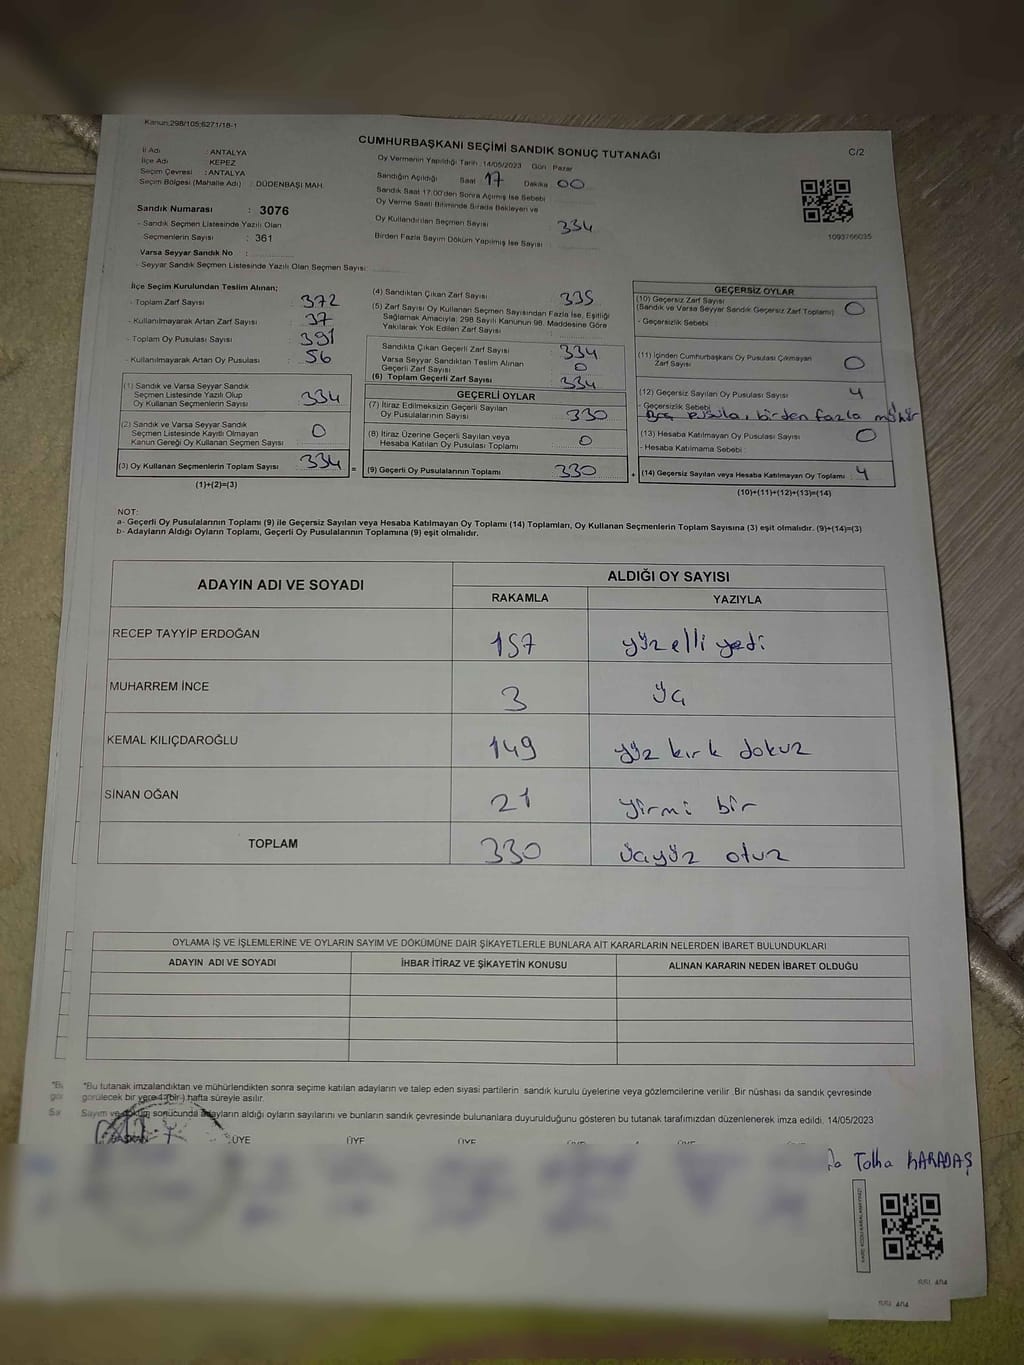 Kanun:298/105;6271/18-1
CUMHURBAŞKANI SEÇİMİ SANDIK SONUÇ TUTANAĞI
C/2
İl Adı : ANTALYA
İlçe Adı : KEPEZ
Seçim Çevresi : ANTALYA
Seçim Bölgesi (Mahalle Adı) : DÜDENBAŞI MAH
Sandık Numarası : 3076
- Sandık Seçmen Listesinde Yazılı Olan
Seçmenlerin Sayısı : 361
Varsa Seyyar Sandık No :
- Seyyar Sandık Seçmen Listesinde Yazılı Olan Seçmen Sayısı:
Oy Vermenin Yapıldığı Tarih :14/05/2023 Gün : Pazar
Sandığın Açıldığı Saat : 17 Dakika : 00
Sandık Saat 17.00'den Sonra Açılmış İse Sebebi :
Oy Verme Saati Bitiminde Sırada Bekleyen ve
Oy Kullandırılan Seçmen Sayısı : 334
Birden Fazla Sayım Döküm Yapılmış İse Sayısı :
1093766035
İlçe Seçim Kurulundan Teslim Alınan;
- Toplam Zarf Sayısı : 372
- Kullanılmayarak Artan Zarf Sayısı : 37
- Toplam Oy Pusulası Sayısı : 391
- Kullanılmayarak Artan Oy Pusulası : 56
(1) Sandık ve Varsa Seyyar Sandık
Seçmen Listesinde Yazılı Olup
Oy Kullanan Seçmenlerin Sayısı : 334
(2) Sandık ve Varsa Seyyar Sandık
Seçmen Listesinde Kayıtlı Olmayan
Kanun Gereği Oy Kullanan Seçmen Sayısı : 0
(3) Oy Kullanan Seçmenlerin Toplam Sayısı : 334 =
(1)+(2)=(3)
(4) Sandıktan Çıkan Zarf Sayısı : 335
(5) Zarf Sayısı Oy Kullanan Seçmen Sayısından Fazla İse, Eşitliği
Sağlamak Amacıyla; 298 Sayılı Kanunun 98. Maddesine Göre
Yakılarak Yok Edilen Zarf Sayısı :
Sandıkta Çıkan Geçerli Zarf Sayısı : 334
Varsa Seyyar Sandıktan Teslim Alınan
Geçerli Zarf Sayısı : 0
(6) Toplam Geçerli Zarf Sayısı : 334
GEÇERLİ OYLAR
(7) İtiraz Edilmeksizin Geçerli Sayılan
Oy Pusulalarının Sayısı : 330
(8) İtiraz Üzerine Geçerli Sayılan veya
Hesaba Katılan Oy Pusulası Toplamı : 0
(9) Geçerli Oy Pusulalarının Toplamı : 330 +
GEÇERSİZ OYLAR
(10) Geçersiz Zarf Sayısı
(Sandık ve Varsa Seyyar Sandık Geçersiz Zarf Toplamı) : 0
- Geçersizlik Sebebi :
(11) İçinden Cumhurbaşkanı Oy Pusulası Çıkmayan
Zarf Sayısı : 0
(12) Geçersiz Sayılan Oy Pusulası Sayısı : 4
- Geçersizlik Sebebi
Boş pusula, birden fazla mühür
(13) Hesaba Katılmayan Oy Pusulası Sayısı : 0
- Hesaba Katılmama Sebebi :
(14) Geçersiz Sayılan veya Hesaba Katılmayan Oy Toplamı : 4
(10)+(11)+(12)+(13)=(14)
NOT:
a- Geçerli Oy Pusulalarının Toplamı (9) ile Geçersiz Sayılan veya Hesaba Katılmayan Oy Toplamı (14) Toplamları, Oy Kullanan Seçmenlerin Toplam Sayısına (3) eşit olmalıdır. (9)+(14)=(3)
b- Adayların Aldığı Oyların Toplamı, Geçerli Oy Pusulalarının Toplamına (9) eşit olmalıdır.
ADAYIN ADI VE SOYADI ALDIĞI OY SAYISI
RAKAMLA YAZIYLA
RECEP TAYYİP ERDOĞAN 157 yüz elli yedi
MUHARREM İNCE 3 üç
KEMAL KILIÇDAROĞLU 149 yüz kırk dokuz
SİNAN OĞAN 21 yirmi bir
TOPLAM 330 üçyüz otuz
OYLAMA İŞ VE İŞLEMLERİNE VE OYLARIN SAYIM VE DÖKÜMÜNE DAİR ŞİKAYETLERLE BUNLARA AİT KARARLARIN NELERDEN İBARET BULUNDUKLARI
ADAYIN ADI VE SOYADI İHBAR İTİRAZ VE ŞİKAYETİN KONUSU ALINAN KARARIN NEDEN İBARET OLDUĞU
"Bu tutanak imzalandıktan ve mühürlendikten sonra seçime katılan adayların ve talep eden siyasi partilerin sandık kurulu üyelerine veya gözlemcilerine verilir. Bir nüshası da sandık çevresinde
görülecek bir yere 1 (bir) hafta süreyle asılır.
Sayım ve döküm sonucunda adayların aldığı oyların sayılarını ve bunların sandık çevresinde bulunanlara duyurulduğunu gösteren bu tutanak tarafımızdan düzenlenerek imza edildi. 14/05/2023
BAŞKAN ÜYE ÜYE ÜYE ÜYE ÜYE
Talha KARADAŞ